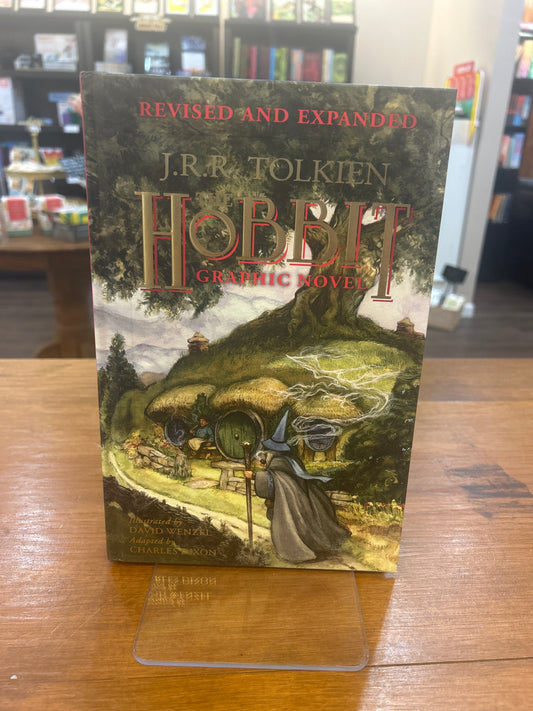 REVISED AND EXPANDED
J.R.R. TOLKIEN
HOBBIT
GRAPHIC NOVEL
Illustrated by
DAVID WENZEL
Adapted by
CHARLES DIXON